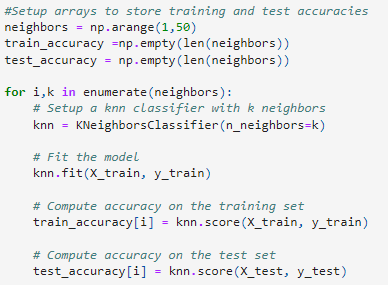 #Setup arrays to store training and test accuracies
neighbors = np.arange(1,50)
train_accuracy =np.empty(len(neighbors))
test_accuracy = np.empty(len(neighbors))

for i,k in enumerate(neighbors):
    # Setup a knn classifier with k neighbors
    knn = KNeighborsClassifier(n_neighbors=k)

    # Fit the model
    knn.fit(X_train, y_train)

    # Compute accuracy on the training set
    train_accuracy[i] = knn.score(X_train, y_train)

    # Compute accuracy on the test set
    test_accuracy[i] = knn.score(X_test, y_test)